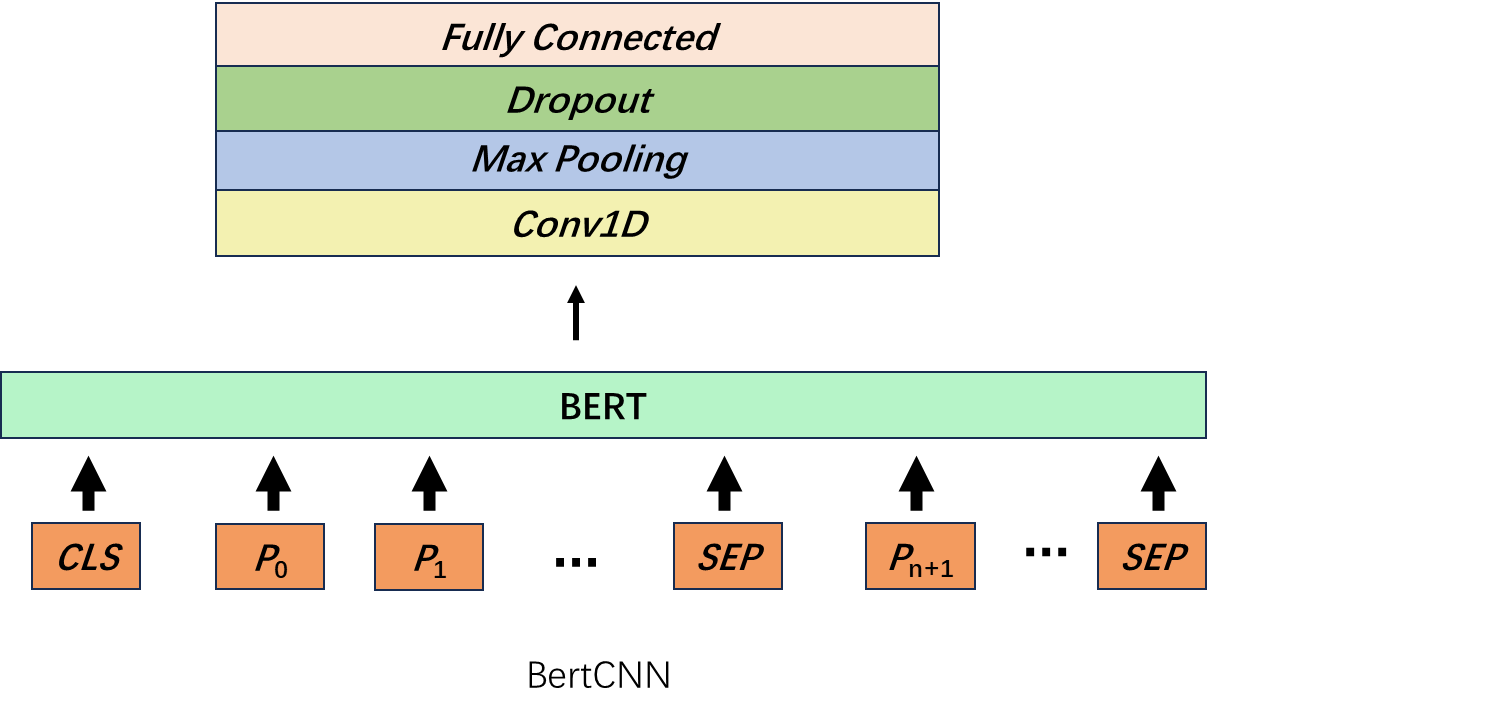 Fully Connected
Dropout
Max Pooling
Conv1D
BERT
CLS P0 P1 ... SEP Pn+1 ... SEP
BertCNN